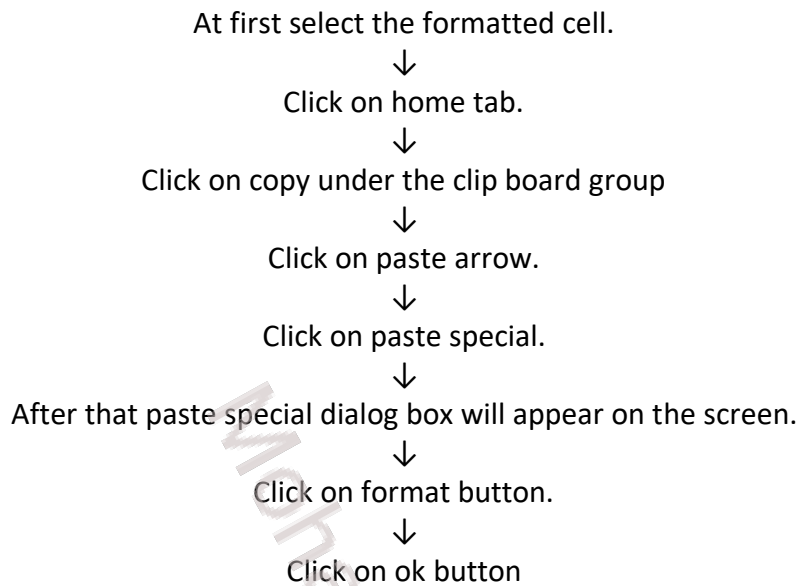 At first select the formatted cell.
↓
Click on home tab.
↓
Click on copy under the clip board group
↓
Click on paste arrow.
↓
Click on paste special.
↓
After that paste special dialog box will appear on the screen.
↓
Click on format button.
↓
Click on ok button